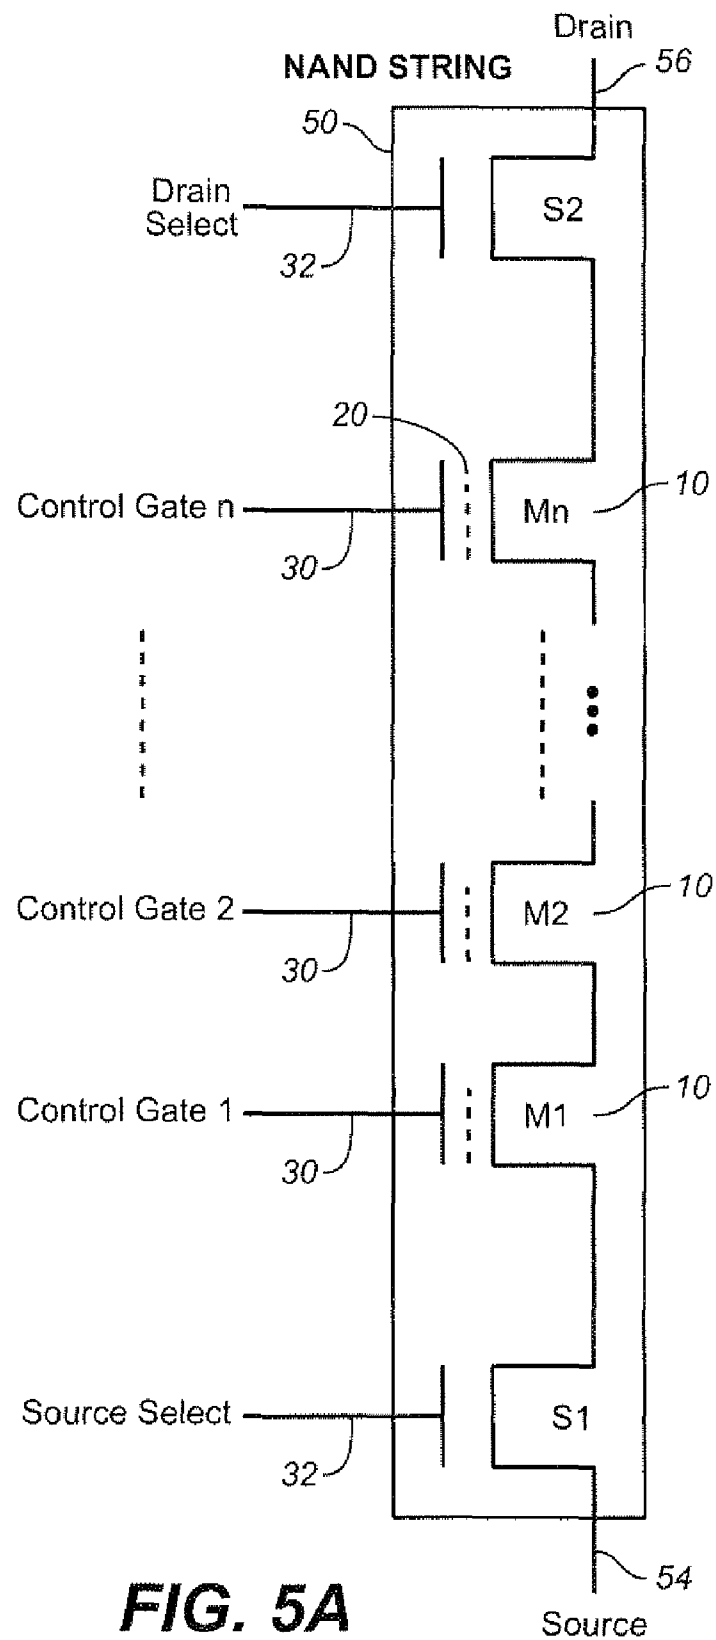 Drain
NAND STRING
56
50
Drain
Select
S2
32
20
Control Gate n
Mn
10
30
Control Gate 2
M2
10
30
Control Gate 1
M1
10
30
Source Select
S1
32
54
FIG. 5A
Source